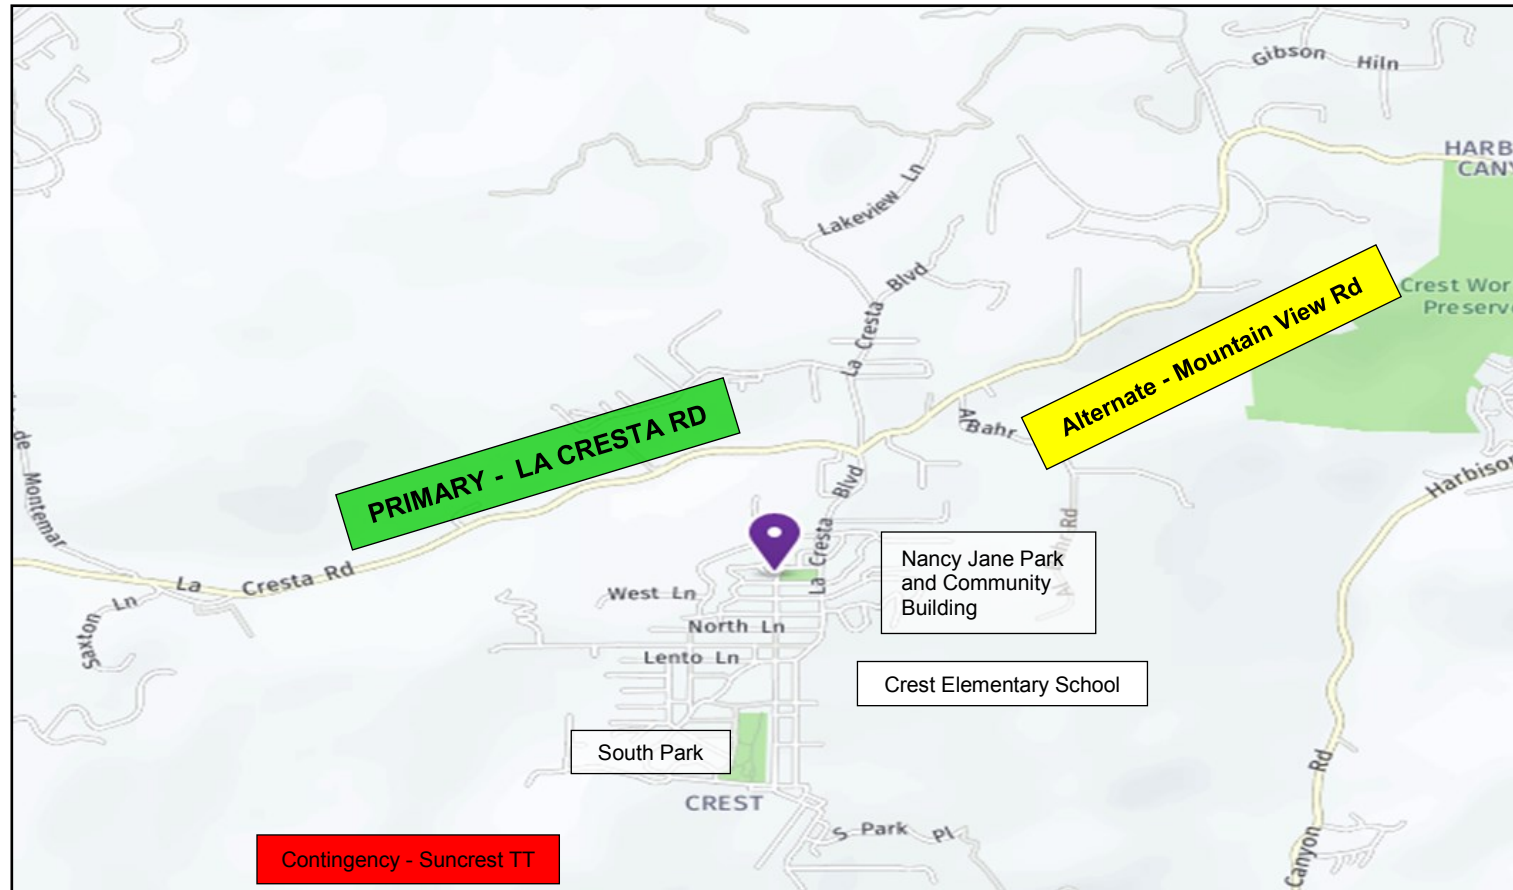 Gibson Hiln
HARB
CANY
Lakeview Ln
La Cresta Blvd
Crest Wor
Preserve
Alternate - Mountain View Rd
PRIMARY - LA CRESTA RD
de Montemar
Bahr
Harbison
La Cresta Blvd
La Cresta Rd
Saxton Ln
West Ln
North Ln
Lento Ln
Nancy Jane Park
and Community
Building
Crest Elementary School
South Park
CREST
S Park Pl
Canyon Rd
Contingency - Suncrest TT